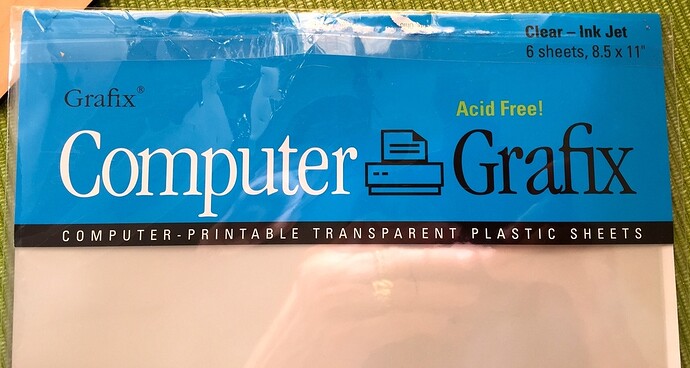 Clear – Ink Jet
6 sheets, 8.5 x 11"
Grafix®
Acid Free!
Computer Grafix
COMPUTER-PRINTABLE TRANSPARENT PLASTIC SHEETS